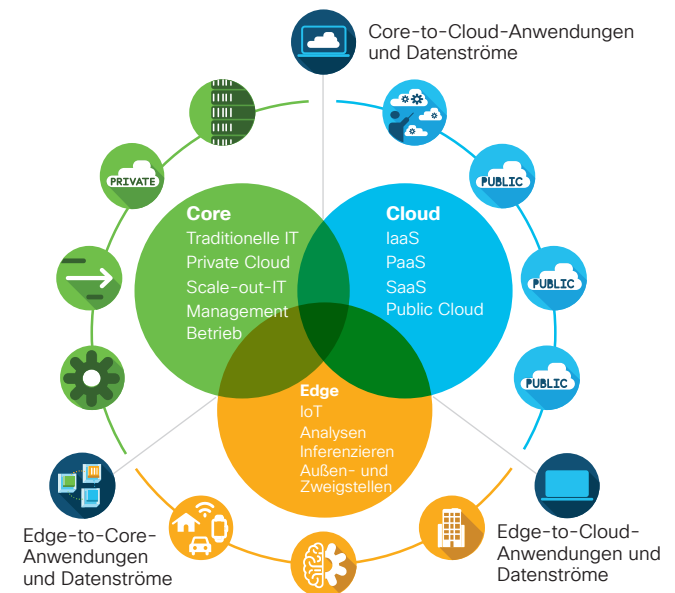 Core-to-Cloud-Anwendungen
und Datenströme
PRIVATE
PUBLIC
PUBLIC
PUBLIC
Core
Traditionelle IT
Private Cloud
Scale-out-IT
Management
Betrieb
Cloud
IaaS
PaaS
SaaS
Public Cloud
Edge
IoT
Analysen
Inferenzieren
Außen- und
Zweigstellen
Edge-to-Core-
Anwendungen
und Datenströme
Edge-to-Cloud-
Anwendungen und
Datenströme